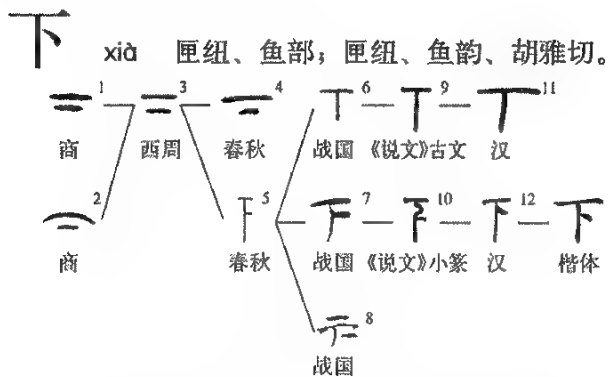 下 xià 匣纽、鱼部；匣纽、鱼韵、胡雅切。
1 3 4 6 9 11
商 西周 春秋 战国 《说文》古文 汉
2 5 7 10 12
商 春秋 战国 《说文》小篆 汉 楷体
8
战国